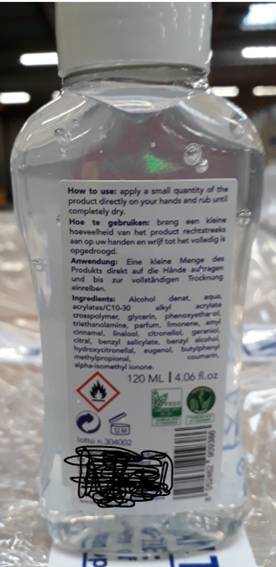 How to use: apply a small quantity of the
product directly on your hands and rub until
completely dry.
Hoe te gebruiken: breng een kleine
hoeveelheid van het product rechtstreeks
aan op uw handen en wrijf tot het volledig is
opgedroogd.
Anwendung: Eine kleine Menge des
Produkts direkt auf die Hände auftragen
und bis zur vollständigen Trocknung
einreiben.
Ingredients: Alcohol denat, aqua,
acrylates/C10-30 alkyl acrylate
crosspolymer, glycerin, phenoxyethanol,
triethanolamine, parfum, limonene, amyl
cinnamal, linalool, citronellol, geraniol,
citral, benzyl salicylate, benzyl alcohol,
hydroxycitronellal, eugenol, butylphenyl
methylpropional, coumarin,
alpha-isomethyl ionone.
120 ML | 4.06 fl.oz
12 M
lotto n.304002